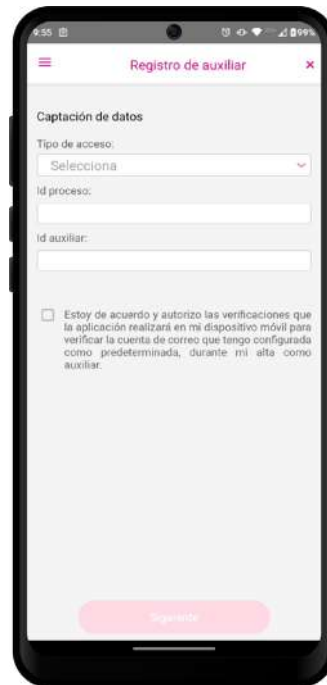 9:55
99%
Registro de auxiliar
Captación de datos
Tipo de acceso:
Selecciona
Id proceso:
Id auxiliar:
Estoy de acuerdo y autorizo las verificaciones que
la aplicación realizará en mi dispositivo móvil para
verificar la cuenta de correo que tengo configurada
como predeterminada, durante mi alta como
auxiliar.
Siguiente